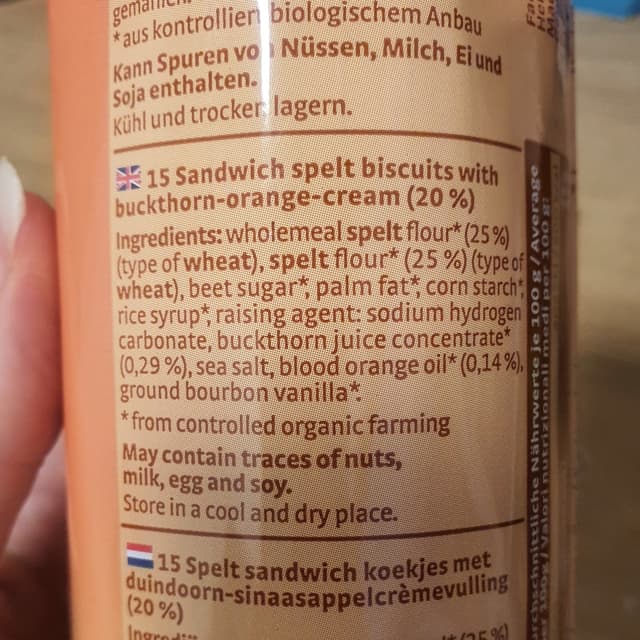 *aus kontrolliert biologischem Anbau
Kann Spuren von Nüssen, Milch, Ei und
Soja enthalten.
Kühl und trocken lagern.
15 Sandwich spelt biscuits with
buckthorn-orange-cream (20 %)
Ingredients: wholemeal spelt flour* (25 %)
(type of wheat), spelt flour* (25 %) (type of
wheat), beet sugar*, palm fat*, corn starch*,
rice syrup*, raising agent: sodium hydrogen
carbonate, buckthorn juice concentrate*
(0,29 %), sea salt, blood orange oil* (0,14 %),
ground bourbon vanilla*.
*from controlled organic farming
May contain traces of nuts,
milk, egg and soy.
Store in a cool and dry place.
15 Spelt sandwich koekjes met
duindoorn-sinaasappelcrèmevulling
(20 %)
Nährwerte je 100 g / Average